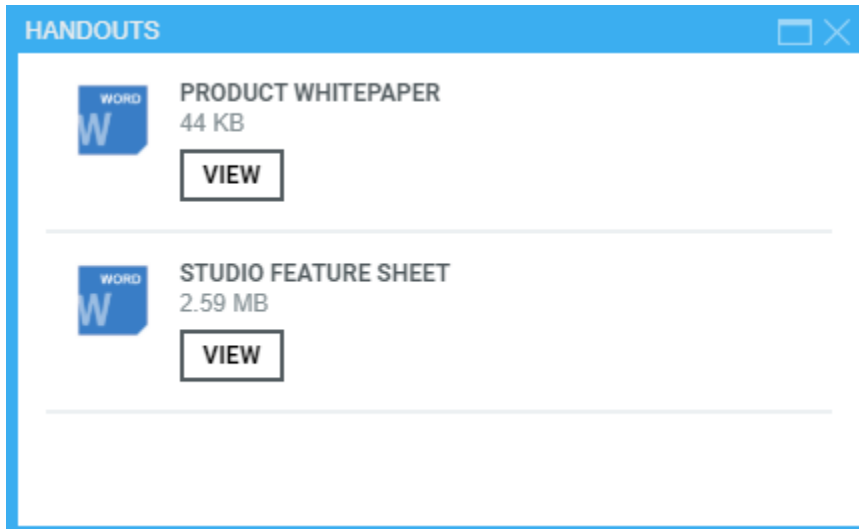 HANDOUTS
WORD
W
PRODUCT WHITEPAPER
44 KB
VIEW
WORD
W
STUDIO FEATURE SHEET
2.59 MB
VIEW